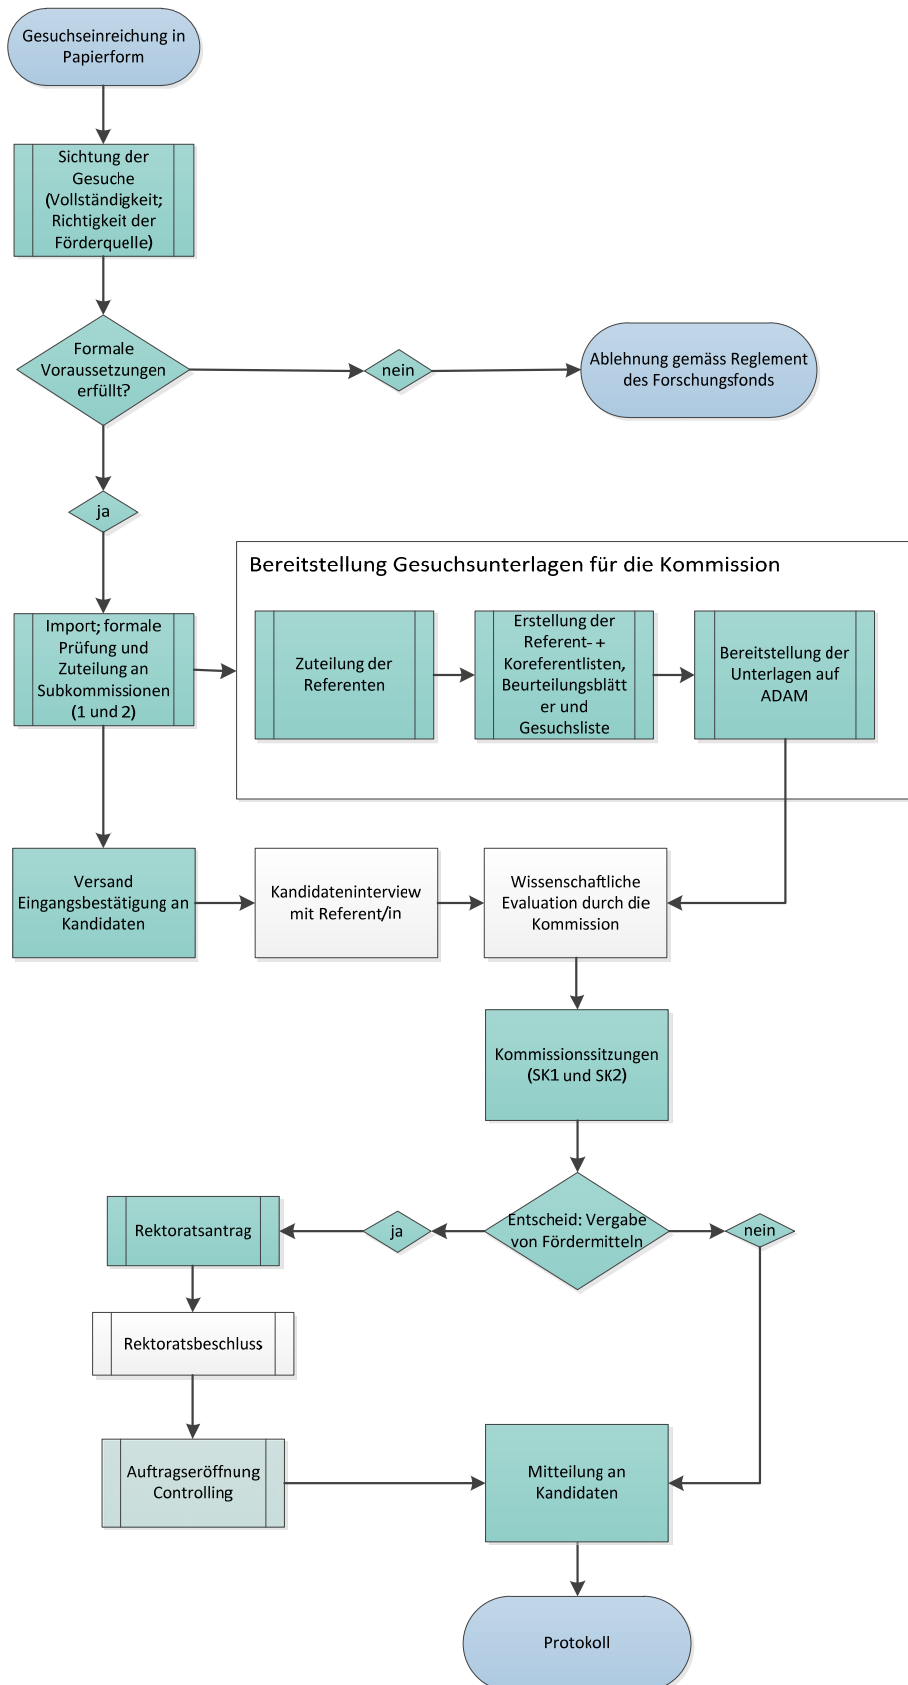 Gesuchseinreichung in
Papierform
Sichtung der
Gesuche
(Vollständigkeit;
Richtigkeit der
Förderquelle)
Formale
Voraussetzungen
erfüllt?
nein
Ablehnung gemäss Reglement
des Forschungsfonds
ja
Bereitstellung Gesuchsunterlagen für die Kommission
Import; formale
Prüfung und
Zuteilung an
Subkommissionen
(1 und 2)
Zuteilung der
Referenten
Erstellung der
Referent- +
Koreferentlisten,
Beurteilungsblätt
er und
Gesuchsliste
Bereitstellung der
Unterlagen auf
ADAM
Versand
Eingangsbestätigung an
Kandidaten
Kandidateninterview
mit Referent/in
Wissenschaftliche
Evaluation durch die
Kommission
Kommissionssitzungen
(SK1 und SK2)
Entscheid: Vergabe
von Fördermitteln
ja
nein
Rektoratsantrag
Rektoratsbeschluss
Auftragseröffnung
Controlling
Mitteilung an
Kandidaten
Protokoll